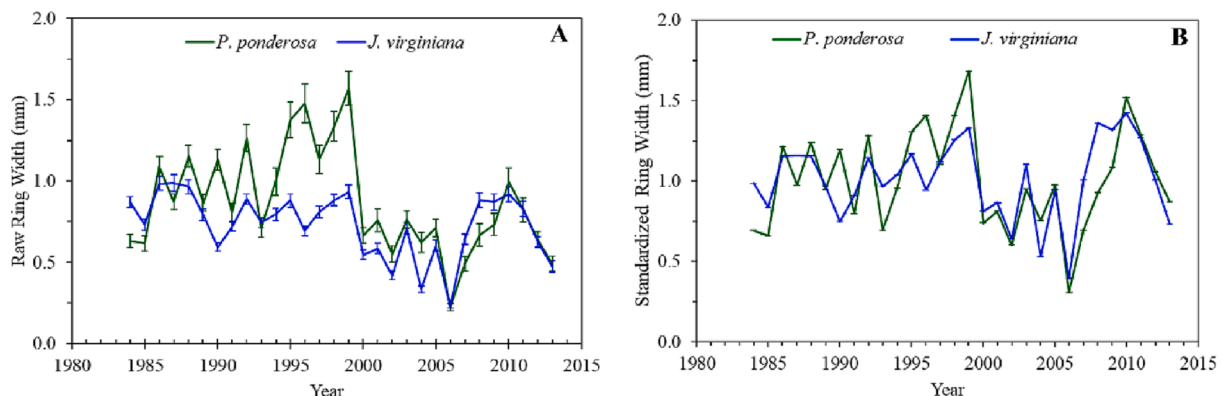 A
P. ponderosa
J. virginiana
Raw Ring Width (mm)
2.0
1.5
1.0
0.5
0.0
1980
1985
1990
1995
2000
2005
2010
2015
Year
B
P. ponderosa
J. virginiana
Standardized Ring Width (mm)
2.0
1.5
1.0
0.5
0.0
1980
1985
1990
1995
2000
2005
2010
2015
Year